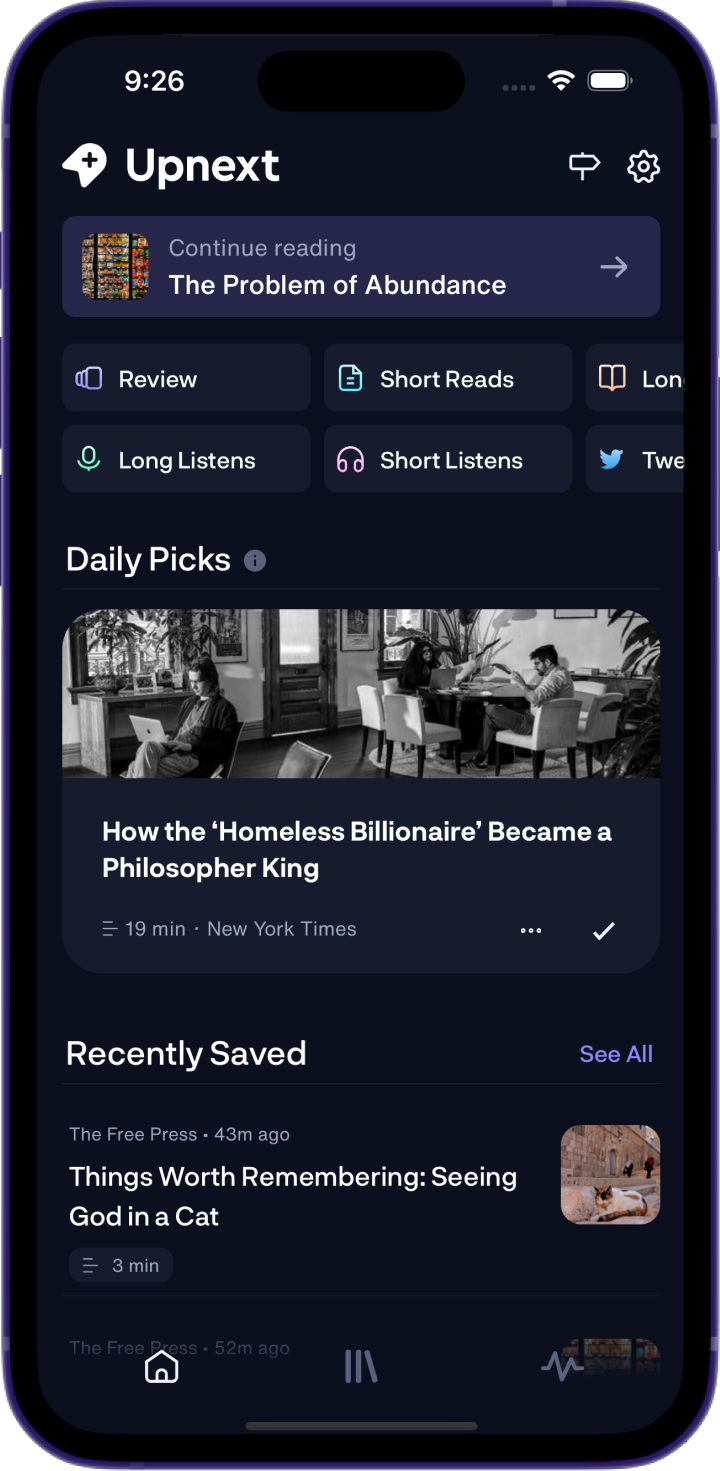 9:26
Upnext
Continue reading
The Problem of Abundance
Review
Short Reads
Lon
Long Listens
Short Listens
Twe
Daily Picks
How the ‘Homeless Billionaire’ Became a
Philosopher King
19 min · New York Times
Recently Saved
See All
The Free Press • 43m ago
Things Worth Remembering: Seeing
God in a Cat
3 min
The Free Press • 52m ago